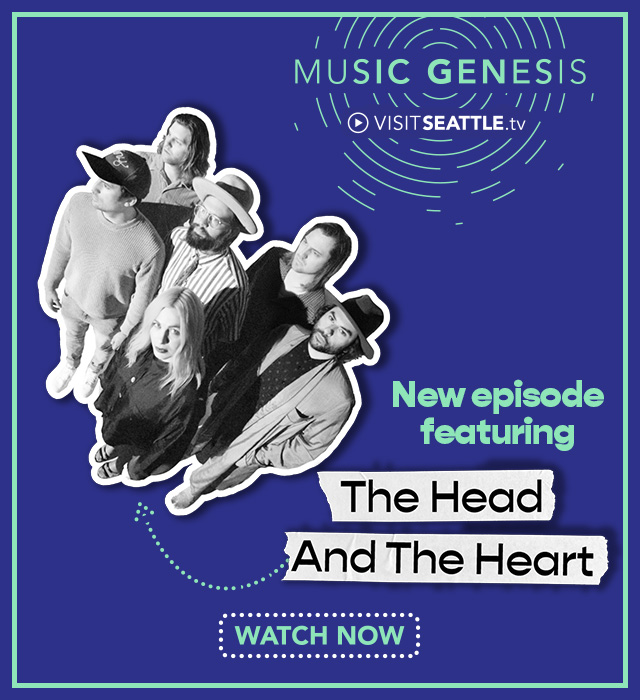 MUSIC GENESIS
VISITSEATTLE.tv
New episode
featuring
The Head
And The Heart
WATCH NOW